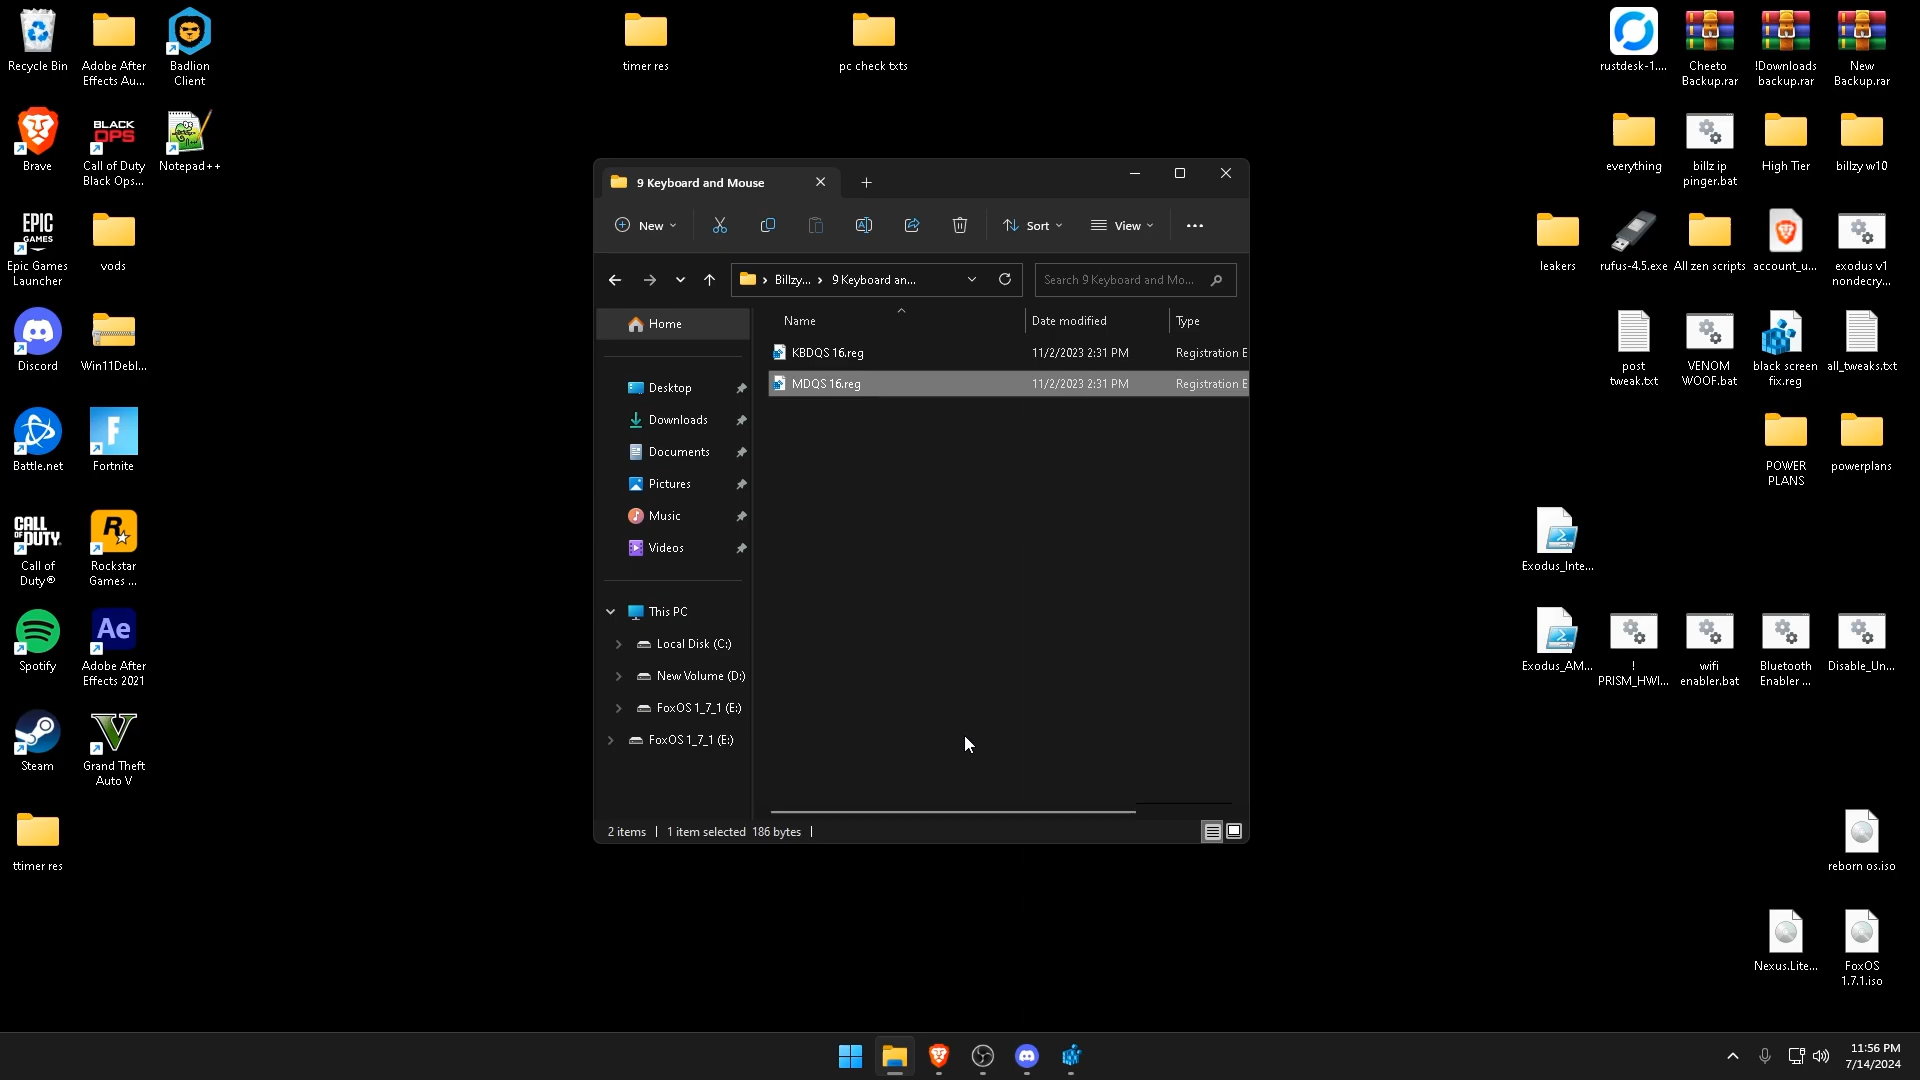 Recycle Bin
Adobe After
Effects Au...
Badlion
Client
timer res
pc check txts
rustdesk-1....
Cheeto
Backup.rar
!Downloads
backup.rar
New
Backup.rar
Brave
BLACK
OPS
Call of Duty
Black Ops...
Notepad++
everything
billz ip
pinger.bat
High Tier
billzy w10
EPIC
GAMES
Epic Games
Launcher
vods
leakers
rufus-4.5.exe
All zen scripts
account_u...
exodus v1
nondecry...
Discord
Win11Debl...
post
tweak.txt
VENOM
WOOF.bat
black screen
fix.reg
all_tweaks.txt
Battle.net
F
Fortnite
POWER
PLANS
powerplans
CALL
OF DUTY
Call of
Duty®
R
Rockstar
Games ...
Exodus_Inte...
Spotify
Ae
Adobe After
Effects 2021
Exodus_AM...
!
PRISM_HWI...
wifi
enabler.bat
Bluetooth
Enabler ...
Disable_Un...
Steam
V
Grand Theft
Auto V
ttimer res
reborn os.iso
Nexus.Lite...
FoxOS
1.7.1.iso
9 Keyboard and Mouse
New
Sort
View
Billzy...
9 Keyboard an...
Search 9 Keyboard and Mo...
Home
Desktop
Downloads
Documents
Pictures
Music
Videos
This PC
Local Disk (C:)
New Volume (D:)
FoxOS 1_7_1 (E:)
FoxOS 1_7_1 (E:)
Name Date modified Type
KBDQS 16.reg 11/2/2023 2:31 PM Registration E
MDQS 16.reg 11/2/2023 2:31 PM Registration E
2 items | 1 item selected 186 bytes |
11:56 PM
7/14/2024